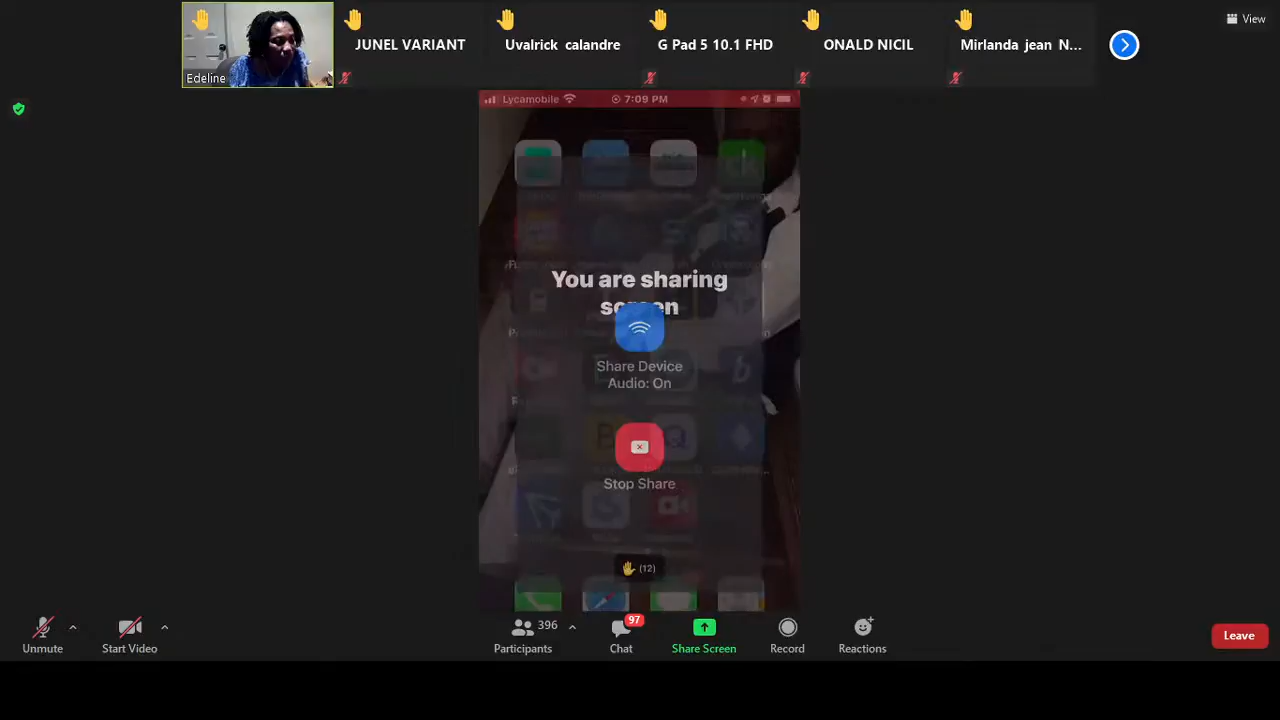 JUNEL VARIANT
Uvalrick calandre
G Pad 5 10.1 FHD
ONALD NICIL
Mirlanda jean N...
View
Edeline
Lycamobile
7:09 PM
You are sharing
screen
Share Device
Audio: On
Stop Share
(12)
Unmute
Start Video
396
Participants
97
Chat
Share Screen
Record
Reactions
Leave